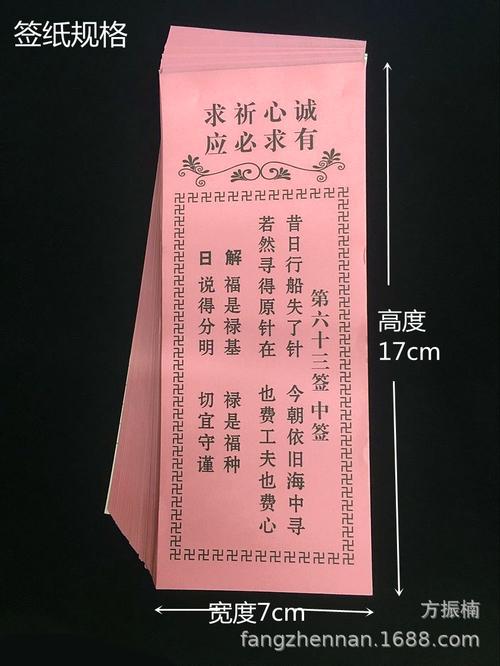 签纸规格
诚心祈求
有求必应
第六十三签 中签
昔日行船失了针 今朝依旧海中寻
若然寻得原针在 也费工夫也费心
解 福是禄基 禄是福种
日 说得分明 切宜守谨
高度
17cm
宽度7cm
方振楠
fangzhennan.1688.com